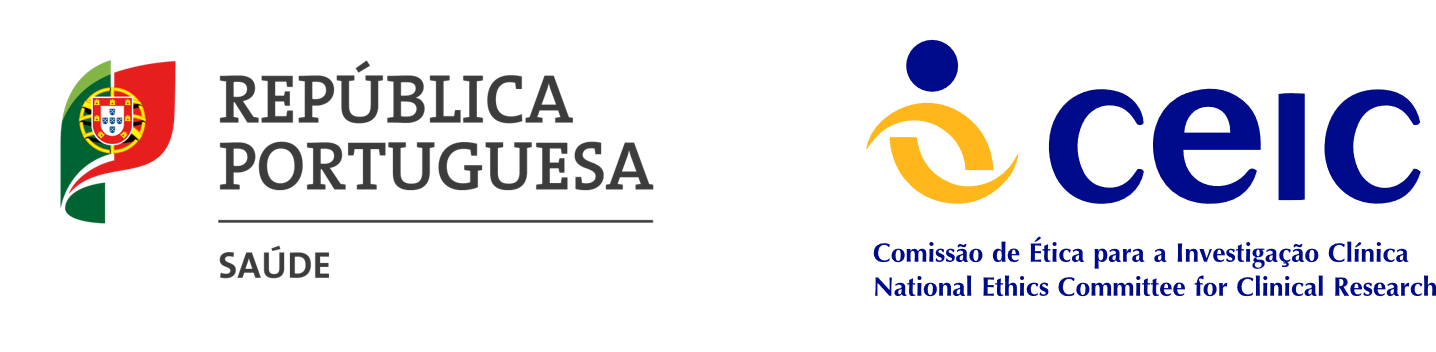 REPÚBLICA
PORTUGUESA
SAÚDE
ceic
Comissão de Ética para a Investigação Clínica
National Ethics Committee for Clinical Research